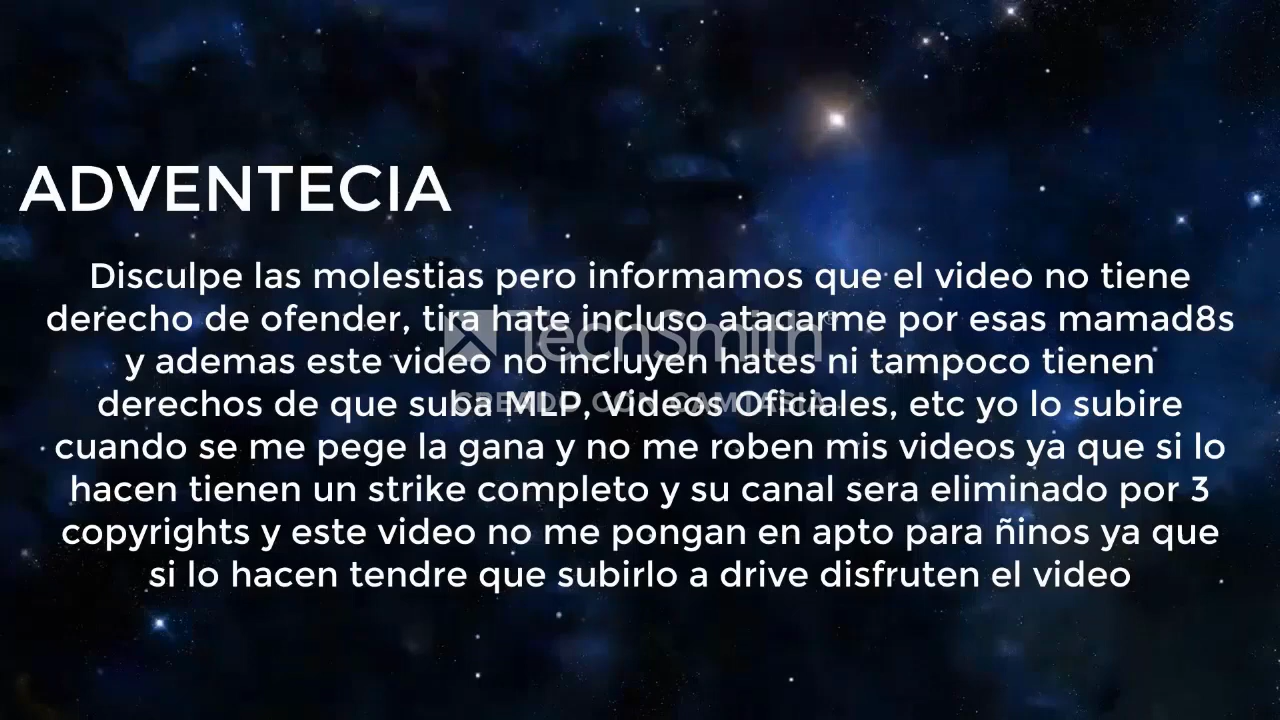 ADVENTECIA
Disculpe las molestias pero informamos que el video no tiene
derecho de ofender, tira hate incluso atacarme por esas mamad8s
y ademas este video no incluyen hates ni tampoco tienen
derechos de que suba MLP, Videos Oficiales, etc yo lo subire
cuando se me pege la gana y no me roben mis videos ya que si lo
hacen tienen un strike completo y su canal sera eliminado por 3
copyrights y este video no me pongan en apto para ñinos ya que
si lo hacen tendre que subirlo a drive disfruten el video
TechSmith®
CREADO CON CAMTASIA